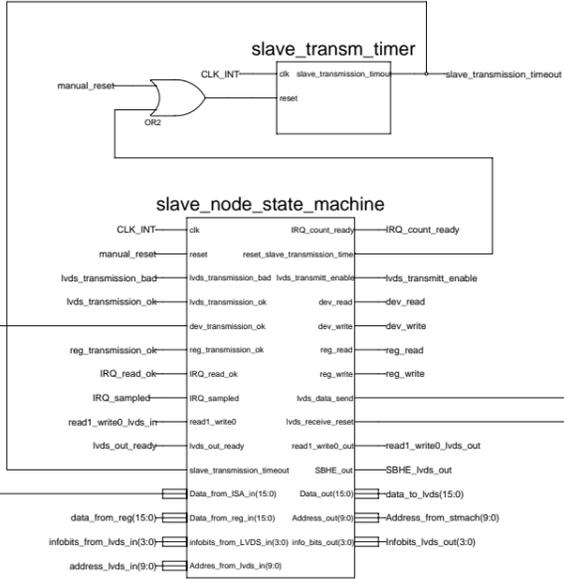 slave_transm_timer
CLK_INT clk slave_transmission_timout slave_transmission_timeout
manual_reset
reset
OR2
slave_node_state_machine
CLK_INT clk IRQ_count_ready IRQ_count_ready
manual_reset reset reset_slave_transmission_time
lvds_transmission_bad lvds_transmission_bad lvds_transmitt_enable lvds_transmitt_enable
lvds_transmission_ok lvds_transmission_ok dev_read dev_read
dev_transmission_ok dev_write dev_write
reg_transmission_ok reg_transmission_ok reg_read reg_read
IRQ_read_ok IRQ_read_ok reg_write reg_write
IRQ_sampled IRQ_sampled lvds_data_send
read1_write0_lvds_in read1_write0 lvds_receive_reset
lvds_out_ready lvds_out_ready read1_write0_out read1_write0_lvds_out
slave_transmission_timeout SBHE_out SBHE_lvds_out
Data_from_ISA_in(15:0) Data_out(15:0) data_to_lvds(15:0)
data_from_reg(15:0) Data_from_reg_in(15:0) Address_out(9:0) Address_from_stmach(9:0)
infobits_from_lvds_in(3:0) infobits_from_LVDS_in(3:0) info_bits_out(3:0) Infobits_lvds_out(3:0)
address_lvds_in(9:0) Addres_from_lvds_in(9:0)